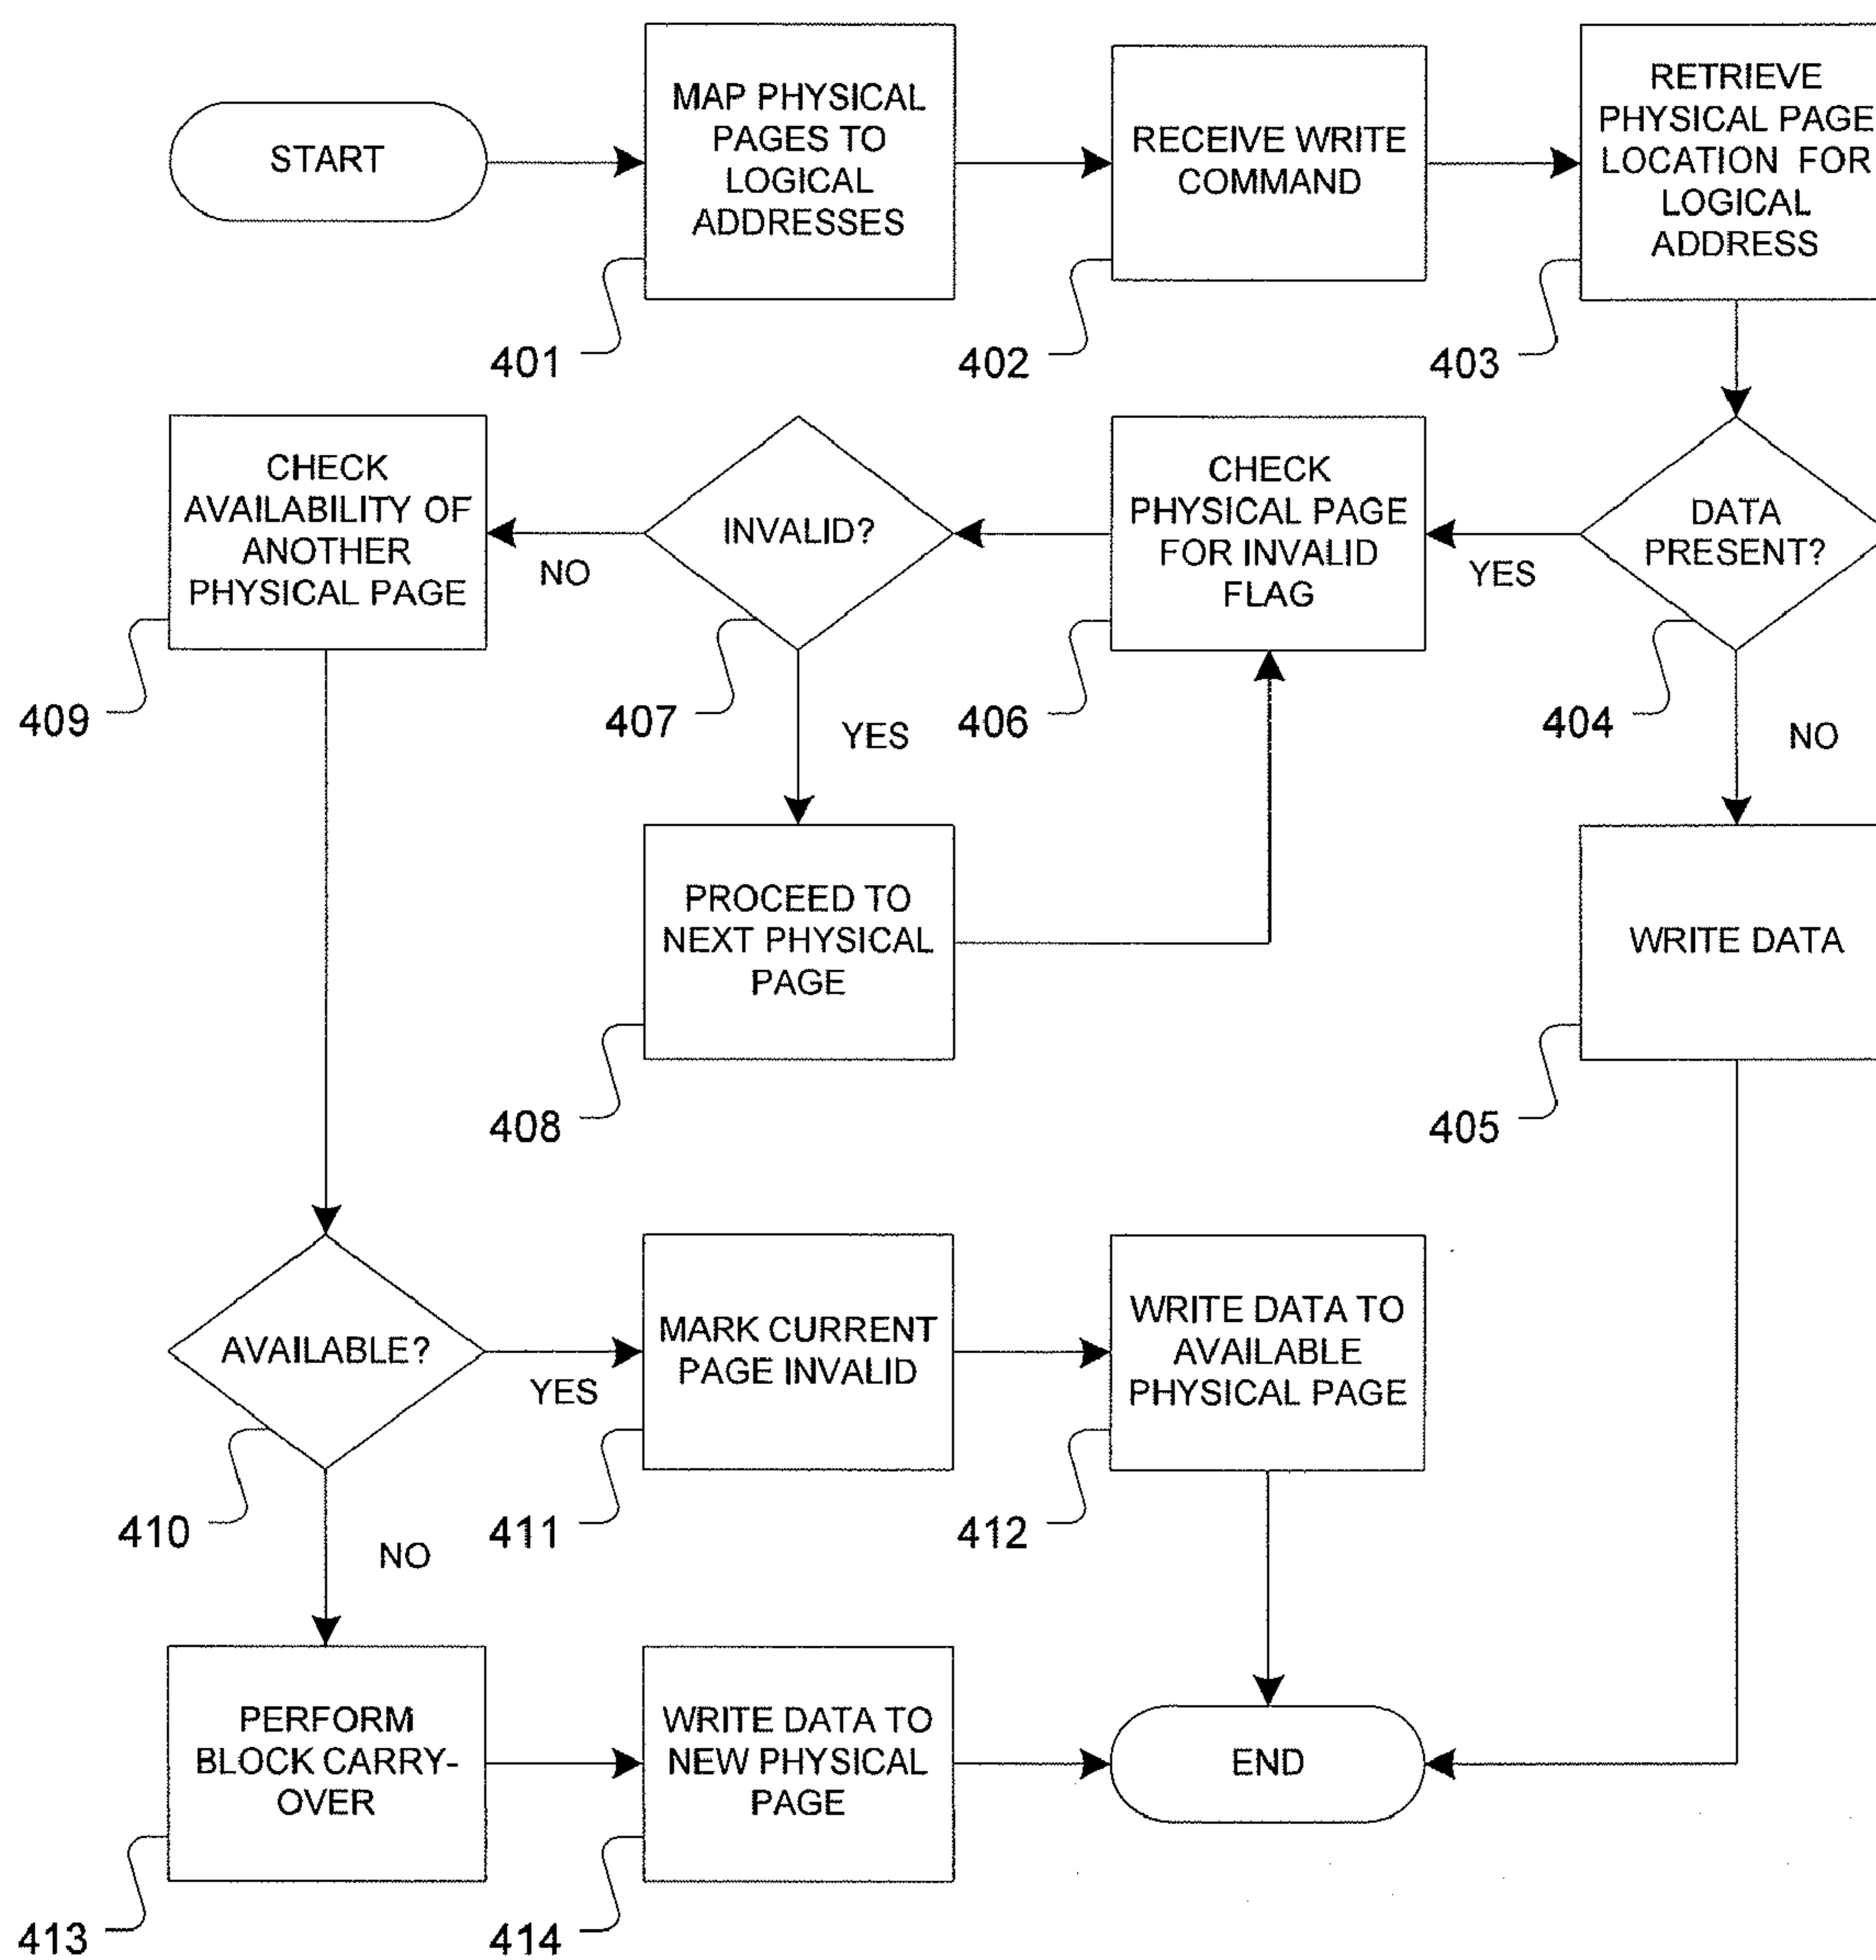 START
MAP PHYSICAL
PAGES TO
LOGICAL
ADDRESSES
401
RECEIVE WRITE
COMMAND
402
RETRIEVE
PHYSICAL PAGE
LOCATION FOR
LOGICAL
ADDRESS
403
DATA
PRESENT?
404
YES
NO
WRITE DATA
405
CHECK
PHYSICAL PAGE
FOR INVALID
FLAG
406
INVALID?
407
YES
NO
PROCEED TO
NEXT PHYSICAL
PAGE
408
CHECK
AVAILABILITY OF
ANOTHER
PHYSICAL PAGE
409
AVAILABLE?
410
YES
NO
MARK CURRENT
PAGE INVALID
411
WRITE DATA TO
AVAILABLE
PHYSICAL PAGE
412
PERFORM
BLOCK CARRY-
OVER
413
WRITE DATA TO
NEW PHYSICAL
PAGE
414
END